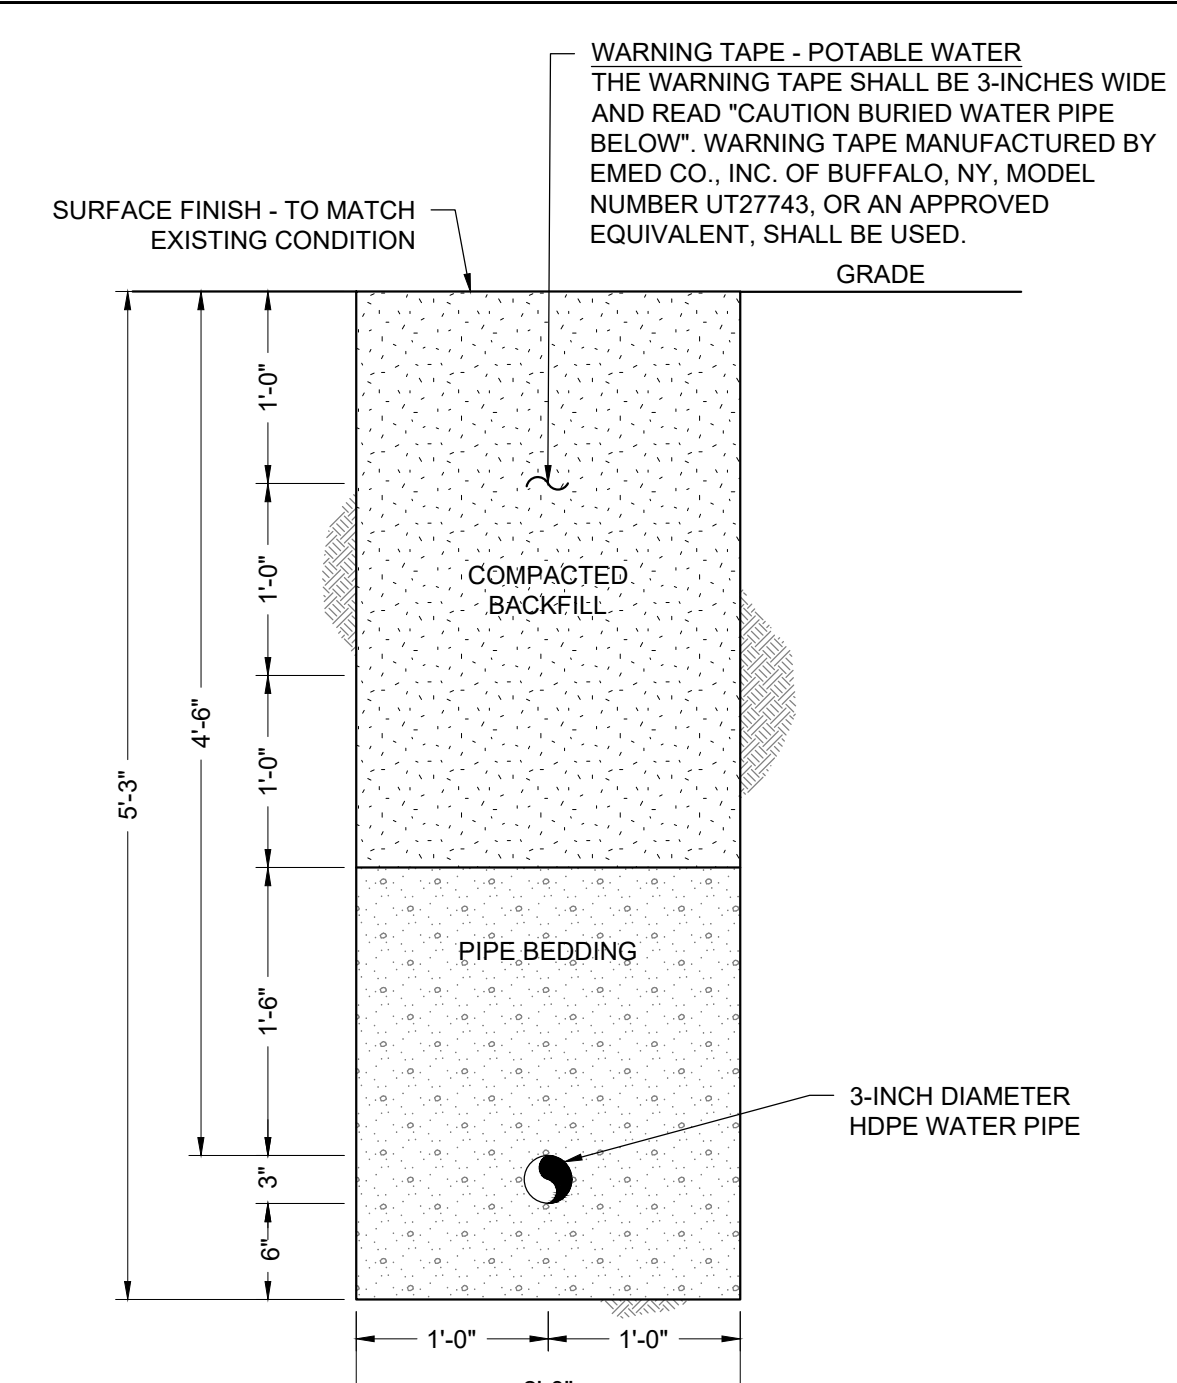 WARNING TAPE - POTABLE WATER
THE WARNING TAPE SHALL BE 3-INCHES WIDE
AND READ "CAUTION BURIED WATER PIPE
BELOW". WARNING TAPE MANUFACTURED BY
EMED CO., INC. OF BUFFALO, NY, MODEL
NUMBER UT27743, OR AN APPROVED
EQUIVALENT, SHALL BE USED.
SURFACE FINISH - TO MATCH
EXISTING CONDITION
GRADE
1'-0"
1'-0"
1'-0"
4'-6"
5'-3"
COMPACTED
BACKFILL
PIPE BEDDING
1'-6"
3-INCH DIAMETER
HDPE WATER PIPE
3"
6"
1'-0"
1'-0"